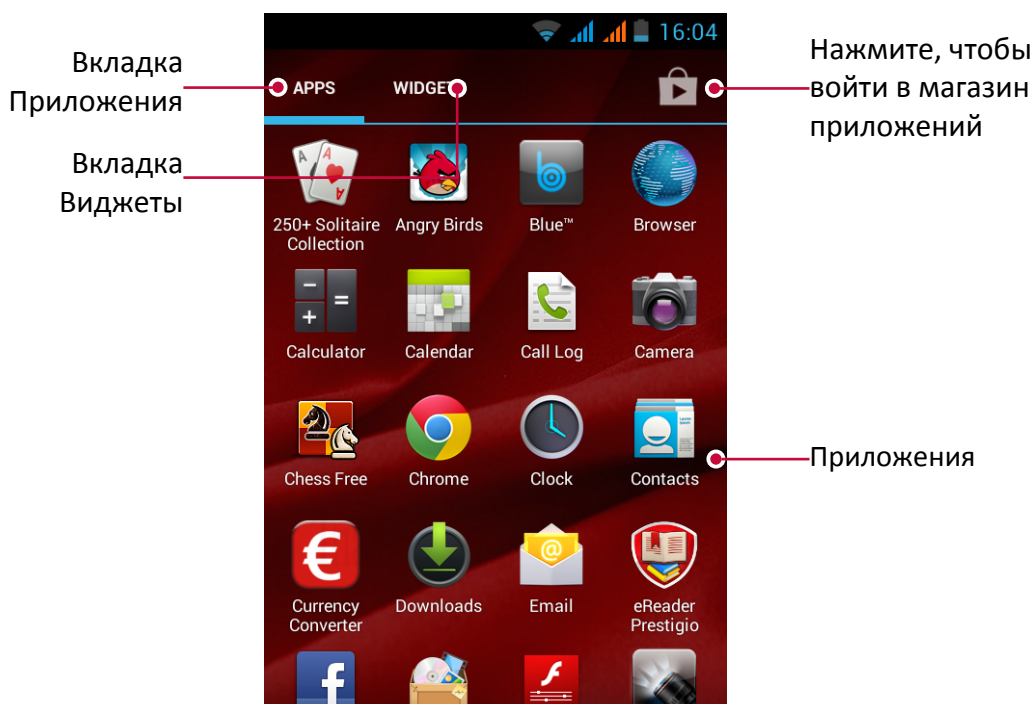 16:04
Вкладка
Приложения
Вкладка
Виджеты
Нажмите, чтобы
войти в магазин
приложений
Приложения
APPS
250+ Solitaire
Collection
Angry Birds
Blue™
Browser
Calculator
Calendar
Call Log
Camera
Chess Free
Chrome
Clock
Contacts
Currency
Converter
Downloads
Email
eReader
Prestigio